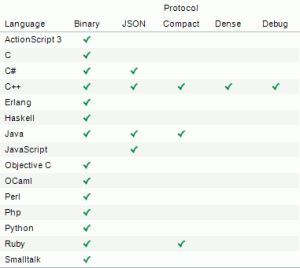 Protocol
Language Binary JSON Compact Dense Debug
ActionScript 3 ✔
C ✔
C# ✔ ✔
C++ ✔ ✔ ✔ ✔ ✔
Erlang ✔
Haskell ✔
Java ✔ ✔ ✔
JavaScript ✔
Objective C ✔
OCaml ✔
Perl ✔
Php ✔
Python ✔
Ruby ✔ ✔
Smalltalk ✔